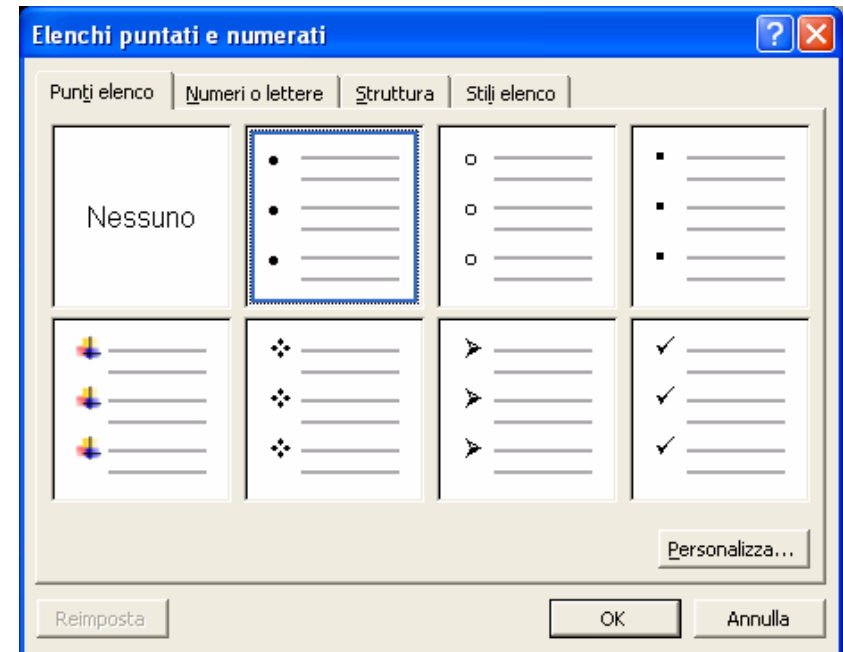 Elenchi puntati e numerati
Punti elenco Numeri o lettere Struttura Stili elenco
Nessuno
Personalizza...
Reimposta OK Annulla